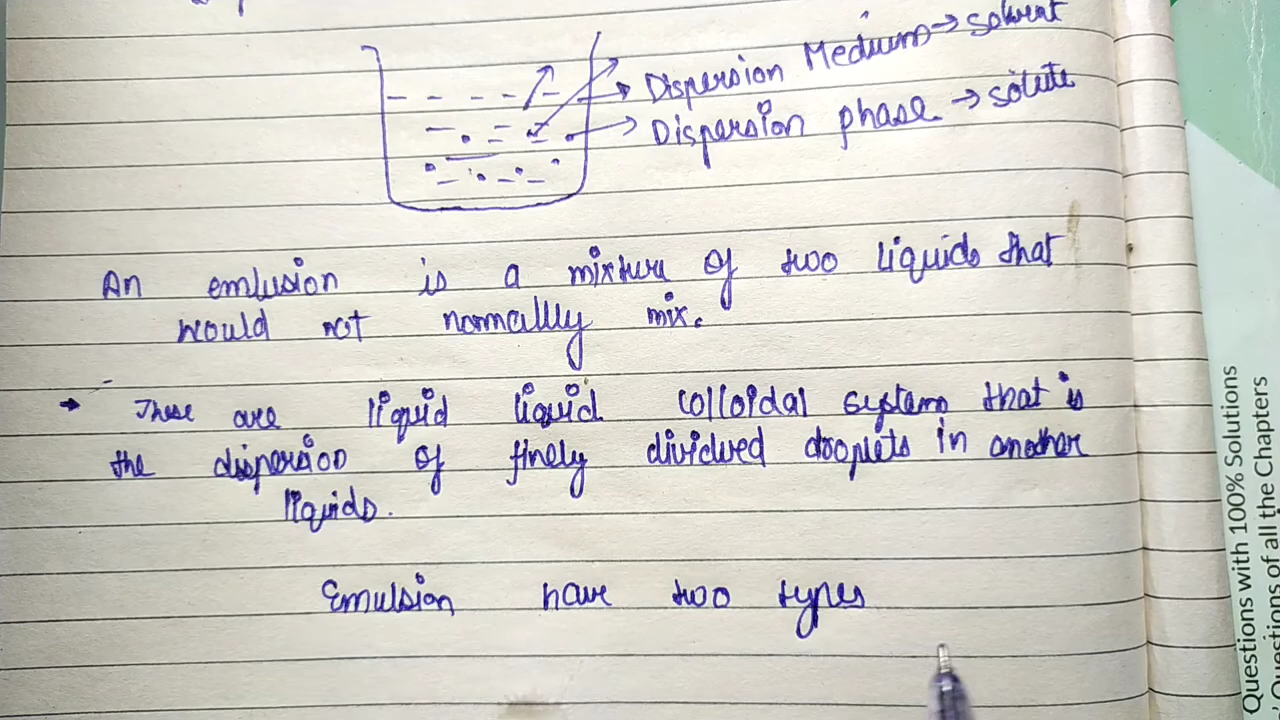 Dispersion Medium → solvent
Dispersion phase → solute
An emlusion is a mixture of two liquids that
would not normally mix.
→ These are liquid liquid colloidal system that is
the dispersion of finely divided droplets in another
liquids.
Emulsion have two types
Questions with 100% Solutions
Questions of all the Chapters